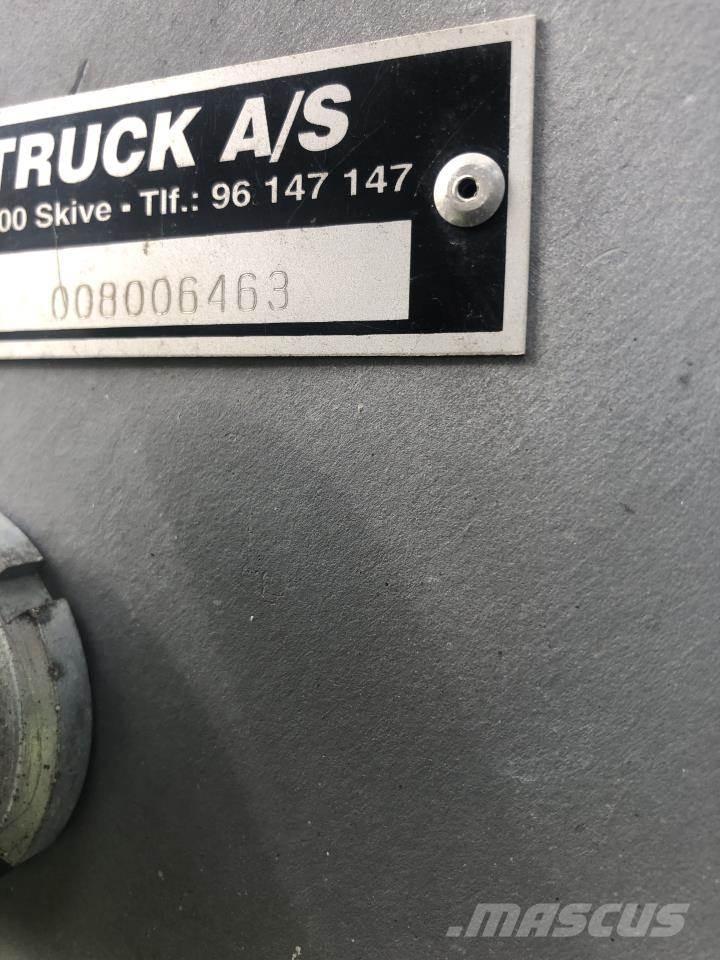 TRUCK A/S
00 Skive • Tlf.: 96 147 147
008006463
.MASCUS